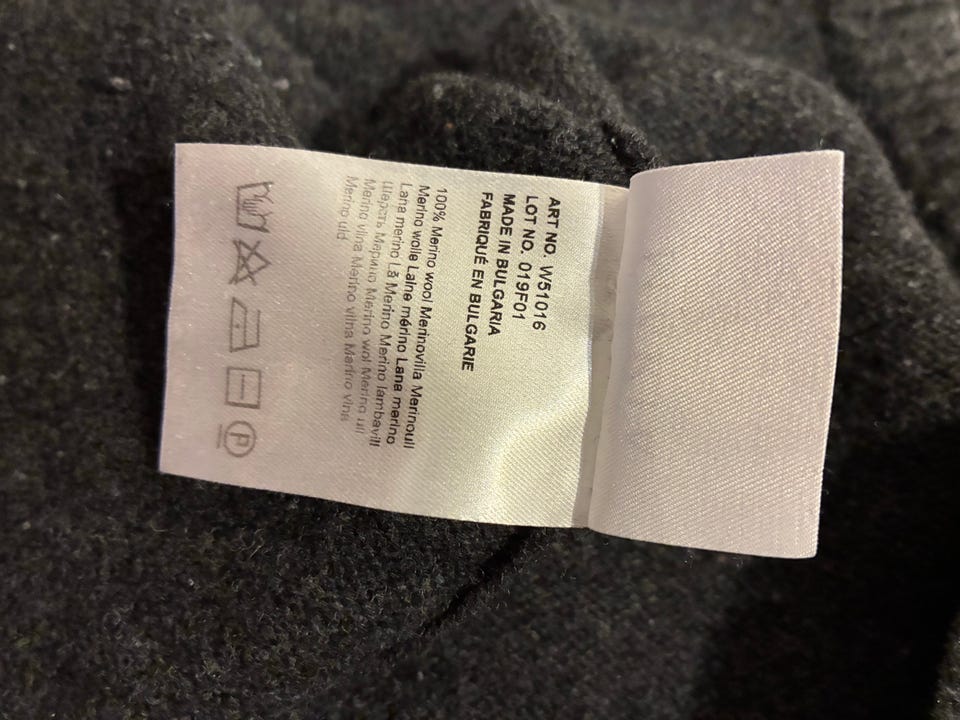 ART NO. W51016
LOT NO. 019F01
MADE IN BULGARIA
FABRIQUÉ EN BULGARIE
100% Merino wool Merinovilla Merinoull
Merino wolle Laine mérino Lana merino
Lana merino Lã Merino Merino lambavill
Шерсть Мерино Merino wol Merino ull
Merino vilna Merino vilna Merino vlna
Merino uld
P